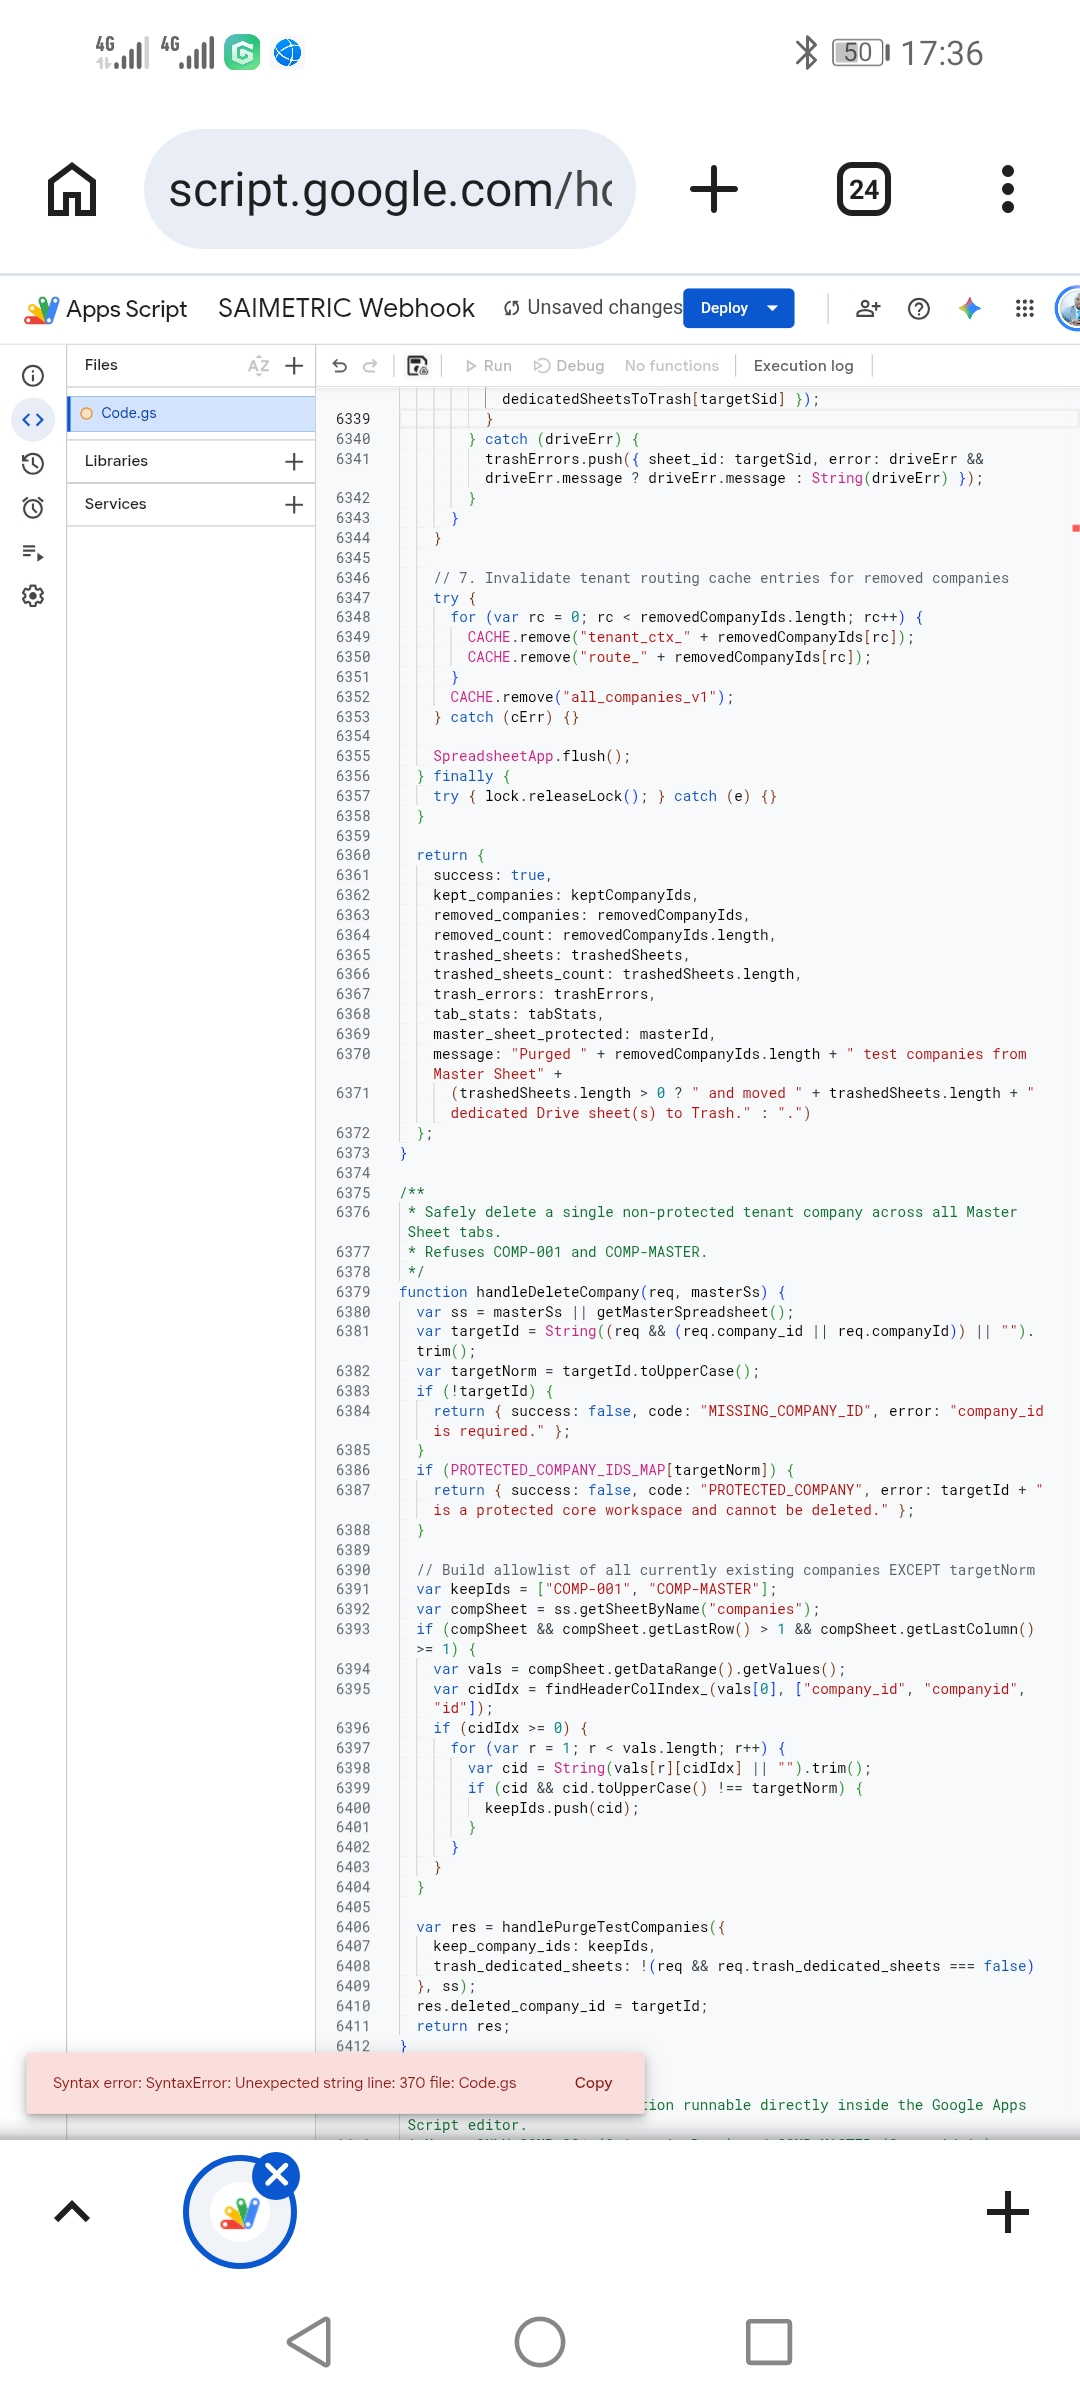 4G 4G 50 17:36
script.google.com/ho
24
Apps Script SAIMETRIC Webhook Unsaved changes Deploy
Files AZ
Run Debug No functions Execution log
Code.gs
Libraries
Services
dedicatedSheetsToTrash[targetSid] });
6339 }
6340 } catch (driveErr) {
6341 trashErrors.push({ sheet_id: targetSid, error: driveErr &&
driveErr.message ? driveErr.message : String(driveErr) });
6342 }
6343 }
6344 }
6345
6346 // 7. Invalidate tenant routing cache entries for removed companies
6347 try {
6348 for (var rc = 0; rc < removedCompanyIds.length; rc++) {
6349 CACHE.remove("tenant_ctx_" + removedCompanyIds[rc]);
6350 CACHE.remove("route_" + removedCompanyIds[rc]);
6351 }
6352 CACHE.remove("all_companies_v1");
6353 } catch (cErr) {}
6354
6355 SpreadsheetApp.flush();
6356 } finally {
6357 try { lock.releaseLock(); } catch (e) {}
6358 }
6359
6360 return {
6361 success: true,
6362 kept_companies: keptCompanyIds,
6363 removed_companies: removedCompanyIds,
6364 removed_count: removedCompanyIds.length,
6365 trashed_sheets: trashedSheets,
6366 trashed_sheets_count: trashedSheets.length,
6367 trash_errors: trashErrors,
6368 tab_stats: tabStats,
6369 master_sheet_protected: masterId,
6370 message: "Purged " + removedCompanyIds.length + " test companies from
Master Sheet" +
6371 (trashedSheets.length > 0 ? " and moved " + trashedSheets.length + "
dedicated Drive sheet(s) to Trash." : ".")
6372 };
6373 }
6374
6375 /**
6376 * Safely delete a single non-protected tenant company across all Master
Sheet tabs.
6377 * Refuses COMP-001 and COMP-MASTER.
6378 */
6379 function handleDeleteCompany(req, masterSs) {
6380 var ss = masterSs || getMasterSpreadsheet();
6381 var targetId = String((req && (req.company_id || req.companyId)) || "").
trim();
6382 var targetNorm = targetId.toUpperCase();
6383 if (!targetId) {
6384 return { success: false, code: "MISSING_COMPANY_ID", error: "company_id
is required." };
6385 }
6386 if (PROTECTED_COMPANY_IDS_MAP[targetNorm]) {
6387 return { success: false, code: "PROTECTED_COMPANY", error: targetId + "
is a protected core workspace and cannot be deleted." };
6388 }
6389
6390 // Build allowlist of all currently existing companies EXCEPT targetNorm
6391 var keepIds = ["COMP-001", "COMP-MASTER"];
6392 var compSheet = ss.getSheetByName("companies");
6393 if (compSheet && compSheet.getLastRow() > 1 && compSheet.getLastColumn()
>= 1) {
6394 var vals = compSheet.getDataRange().getValues();
6395 var cidIdx = findHeaderColIndex_(vals[0], ["company_id", "companyid",
"id"]);
6396 if (cidIdx >= 0) {
6397 for (var r = 1; r < vals.length; r++) {
6398 var cid = String(vals[r][cidIdx] || "").trim();
6399 if (cid && cid.toUpperCase() !== targetNorm) {
6400 keepIds.push(cid);
6401 }
6402 }
6403 }
6404 }
6405
6406 var res = handlePurgeTestCompanies({
6407 keep_company_ids: keepIds,
6408 trash_dedicated_sheets: !(req && req.trash_dedicated_sheets === false)
6409 }, ss);
6410 res.deleted_company_id = targetId;
6411 return res;
6412 }
Syntax error: SyntaxError: Unexpected string line: 370 file: Code.gs Copy
runnable directly inside the Google Apps
Script editor.